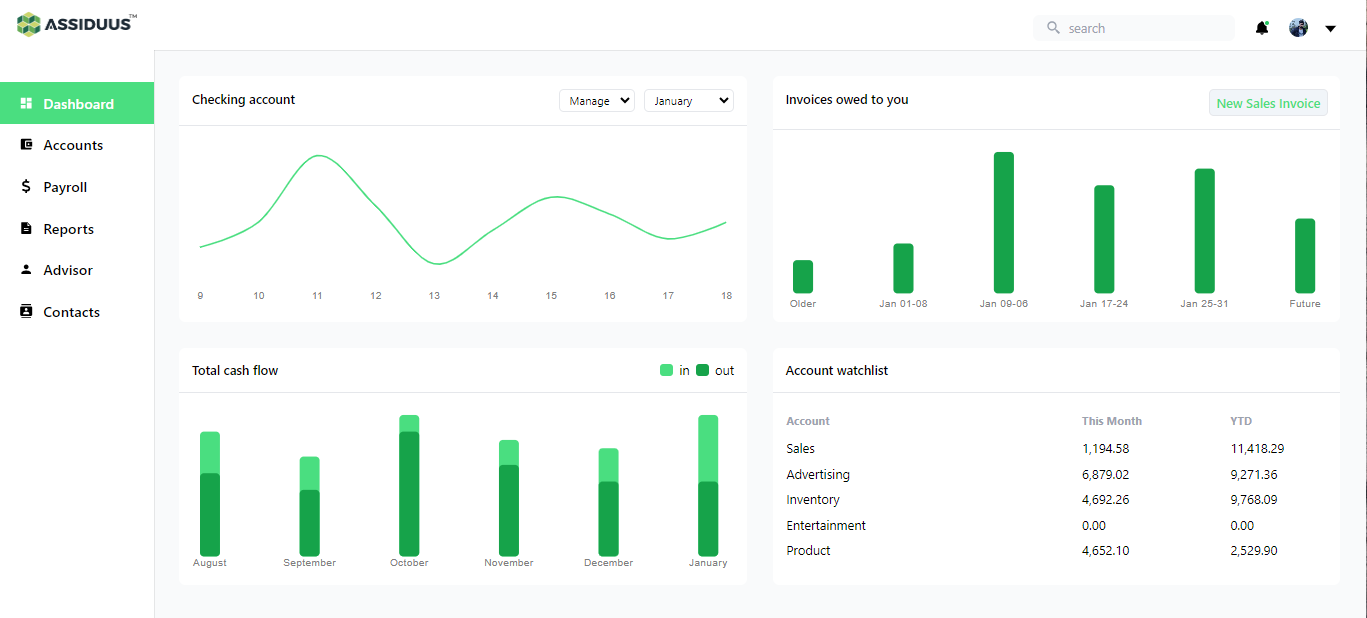 ASSIDUUS™
search
Dashboard
Accounts
Payroll
Reports
Advisor
Contacts
Checking account
Manage
January
9 10 11 12 13 14 15 16 17 18
Invoices owed to you
New Sales Invoice
Older Jan 01-08 Jan 09-06 Jan 17-24 Jan 25-31 Future
Total cash flow
in out
August September October November December January
Account watchlist
Account This Month YTD
Sales 1,194.58 11,418.29
Advertising 6,879.02 9,271.36
Inventory 4,692.26 9,768.09
Entertainment 0.00 0.00
Product 4,652.10 2,529.90